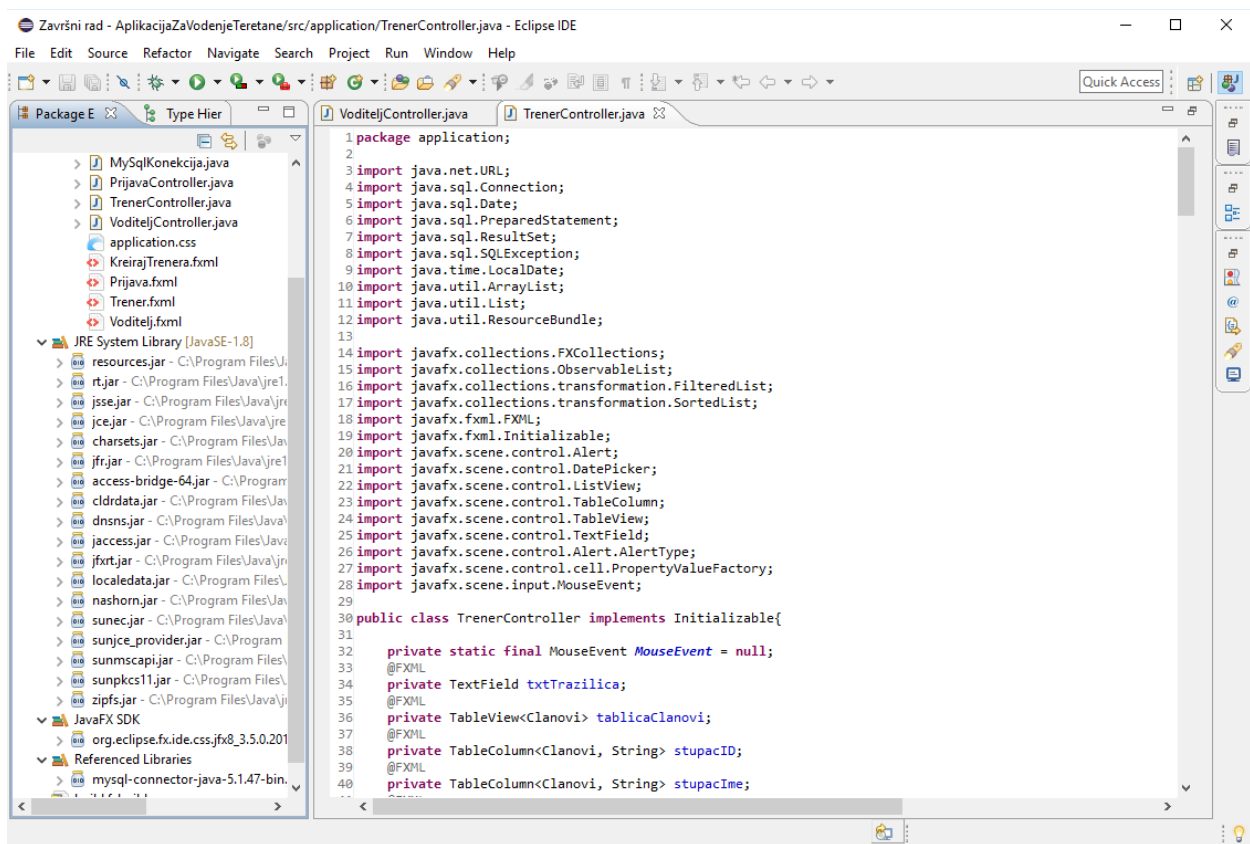 Završni rad - AplikacijaZaVodenjeTeretane/src/application/TrenerController.java - Eclipse IDE
File Edit Source Refactor Navigate Search Project Run Window Help
Quick Access
Package E Type Hier
VoditeljController.java TrenerController.java
MySqlKonekcija.java
PrijavaController.java
TrenerController.java
VoditeljController.java
application.css
KreirajTrenera.fxml
Prijava.fxml
Trener.fxml
Voditelj.fxml
JRE System Library [JavaSE-1.8]
resources.jar - C:\Program Files\J
rt.jar - C:\Program Files\Java\jre1.
jsse.jar - C:\Program Files\Java\jre
jce.jar - C:\Program Files\Java\jre
charsets.jar - C:\Program Files\Jav
jfr.jar - C:\Program Files\Java\jre1
access-bridge-64.jar - C:\Program
cldrdata.jar - C:\Program Files\Jav
dnsns.jar - C:\Program Files\Java\
jaccess.jar - C:\Program Files\Java
jfxrt.jar - C:\Program Files\Java\jr
localedata.jar - C:\Program Files\
nashorn.jar - C:\Program Files\Jav
sunec.jar - C:\Program Files\Java\
sunjce_provider.jar - C:\Program
sunmscapi.jar - C:\Program Files\
sunpkcs11.jar - C:\Program Files\
zipfs.jar - C:\Program Files\Java\j
JavaFX SDK
org.eclipse.fx.ide.css.jfx8_3.5.0.201
Referenced Libraries
mysql-connector-java-5.1.47-bin.
1 package application;
2
3 import java.net.URL;
4 import java.sql.Connection;
5 import java.sql.Date;
6 import java.sql.PreparedStatement;
7 import java.sql.ResultSet;
8 import java.sql.SQLException;
9 import java.time.LocalDate;
10 import java.util.ArrayList;
11 import java.util.List;
12 import java.util.ResourceBundle;
13
14 import javafx.collections.FXCollections;
15 import javafx.collections.ObservableList;
16 import javafx.collections.transformation.FilteredList;
17 import javafx.collections.transformation.SortedList;
18 import javafx.fxml.FXML;
19 import javafx.fxml.Initializable;
20 import javafx.scene.control.Alert;
21 import javafx.scene.control.DatePicker;
22 import javafx.scene.control.ListView;
23 import javafx.scene.control.TableColumn;
24 import javafx.scene.control.TableView;
25 import javafx.scene.control.TextField;
26 import javafx.scene.control.Alert.AlertType;
27 import javafx.scene.control.cell.PropertyValueFactory;
28 import javafx.scene.input.MouseEvent;
29
30 public class TrenerController implements Initializable{
31
32 private static final MouseEvent MouseEvent = null;
33 @FXML
34 private TextField txtTrazilica;
35 @FXML
36 private TableView<Clanovi> tablicaClanovi;
37 @FXML
38 private TableColumn<Clanovi, String> stupacID;
39 @FXML
40 private TableColumn<Clanovi, String> stupacIme;